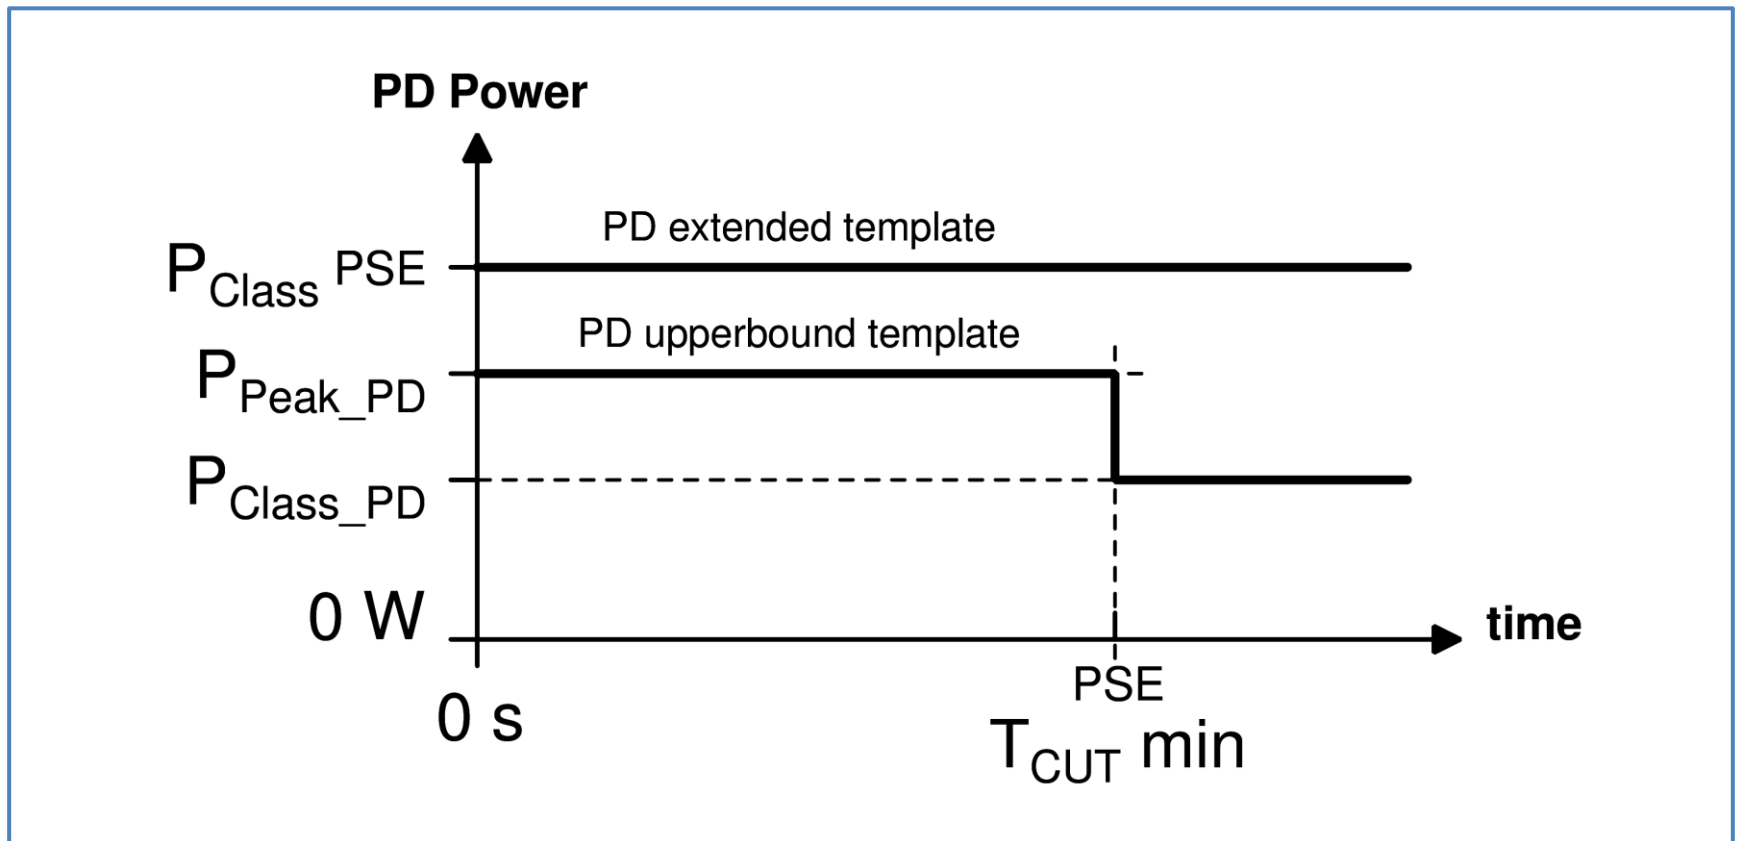 PD Power
PD extended template
PClass PSE
PD upperbound template
PPeak_PD
PClass_PD
0 W
time
PSE
0 s
TCUT min